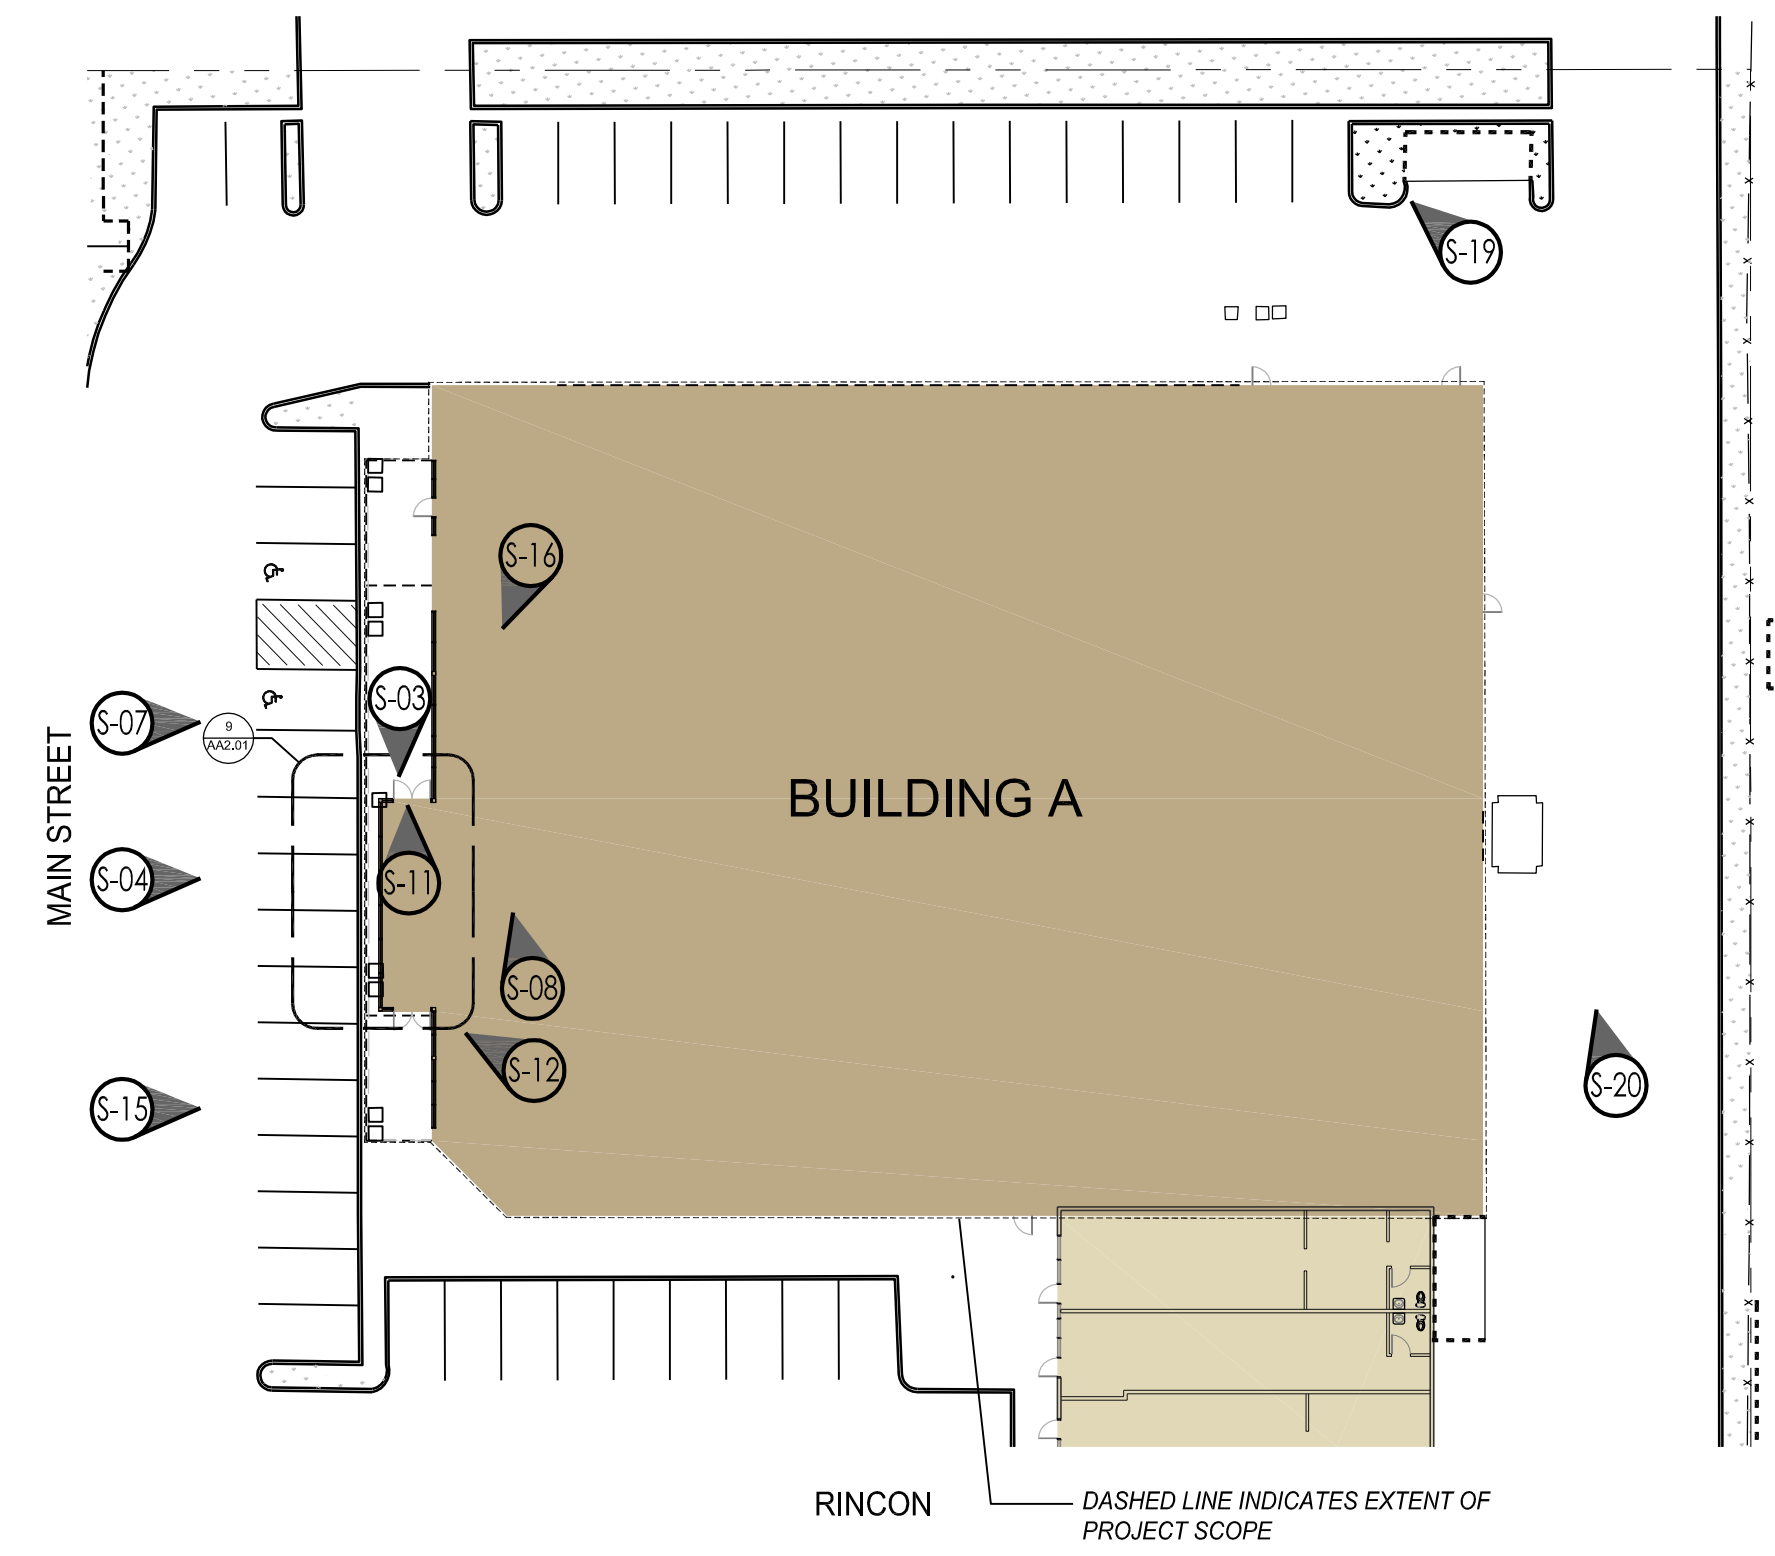 S-19
S-16
S-03
S-07
9
AA2.01
MAIN STREET
BUILDING A
S-04
S-11
S-08
S-12
S-20
S-15
RINCON
DASHED LINE INDICATES EXTENT OF
PROJECT SCOPE